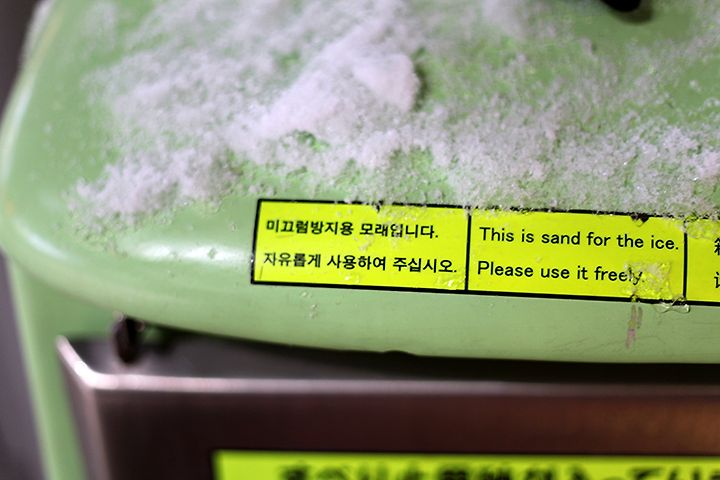 미끄럼방지용 모래입니다.
자유롭게 사용하여 주십시오.
This is sand for the ice.
Please use it freely.